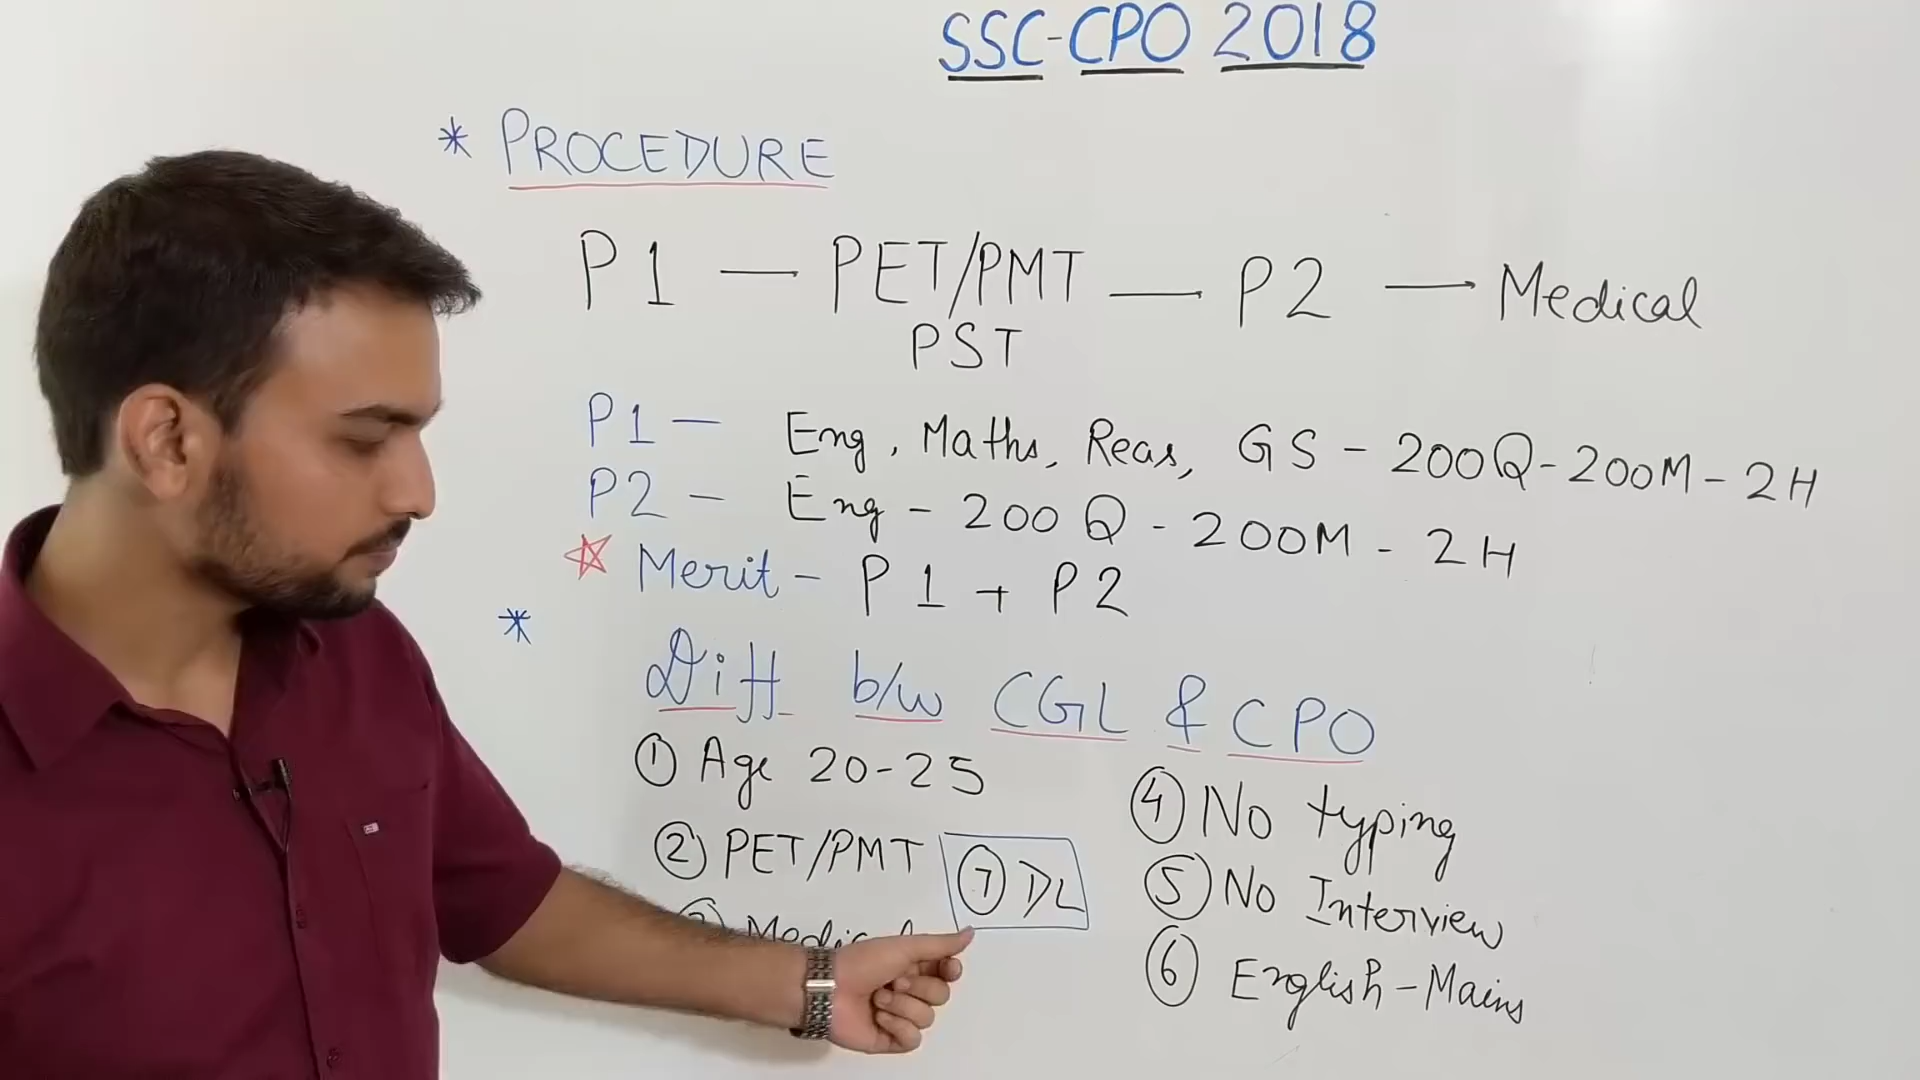 SSC-CPO 2018
* PROCEDURE
P1 — PET/PMT — P2 — Medical
PST
P1 — Eng, Maths, Reas, GS - 200Q-200M-2H
P2 - Eng - 200 Q - 200M - 2H
Merit - P1 + P2
*
Diff b/w CGL & CPO
① Age 20-25
② PET/PMT
③ Medical
⑦ DL
④ No typing
⑤ No Interview
⑥ English-Mains